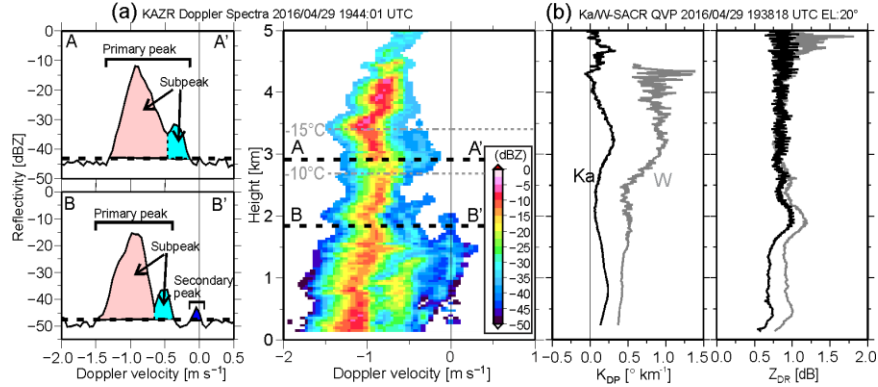 (a) KAZR Doppler Spectra 2016/04/29 1944:01 UTC
(b) Ka/W-SACR QVP 2016/04/29 193818 UTC EL:20°
A A'
Primary peak
Subpeak
0
−10
−20
−30
−40
−50
B B'
Primary peak
Subpeak
Secondary
peak
0
−10
−20
−30
−40
−50
Reflectivity [dBZ]
−2.0 −1.5 −1.0 −0.5 0.0 0.5
Doppler velocity [m s⁻¹]
5
4
3
2
1
0
Height [km]
-15°C
A A'
-10°C
B B'
(dBZ)
0
−5
−10
−15
−20
−25
−30
−35
−40
−45
−50
−2 −1 0 1
Doppler velocity [m s⁻¹]
Ka
W
0.0 0.5 1.0 1.5
K_DP [° km⁻¹]
0.0 0.5 1.0 1.5 2.0
Z_DR [dB]